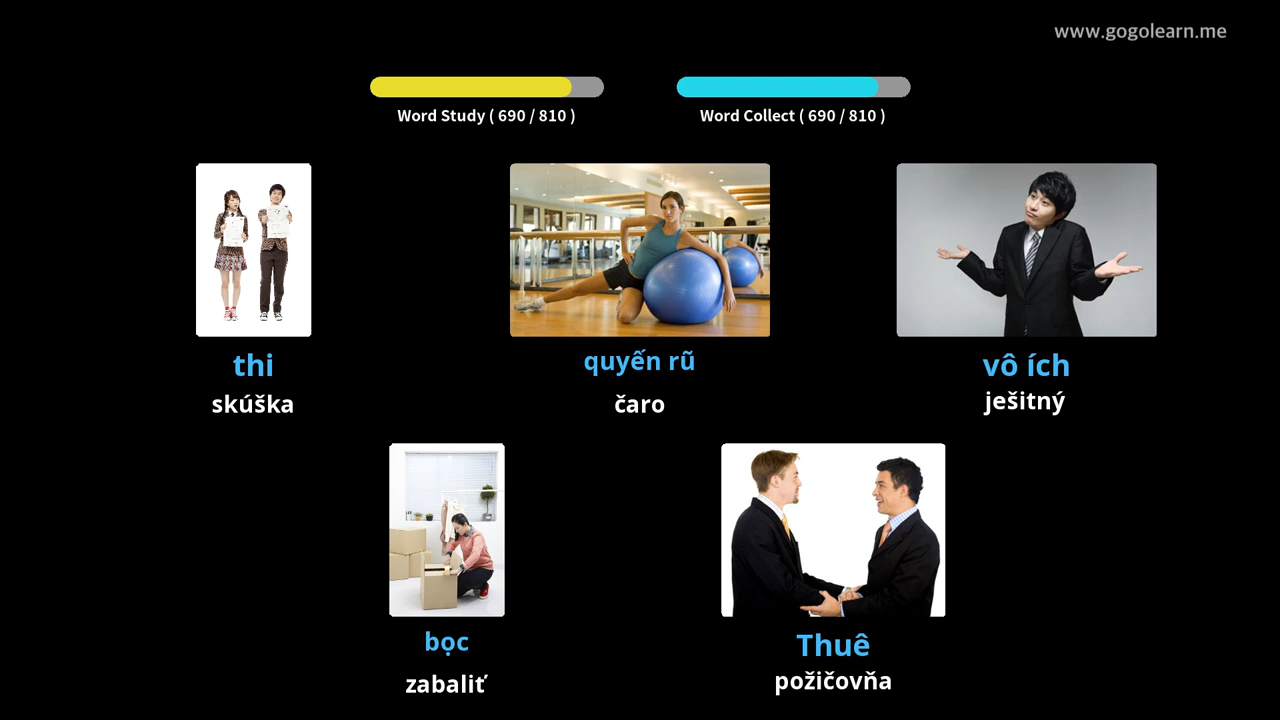 www.gogolearn.me
Word Study ( 690 / 810 )
Word Collect ( 690 / 810 )
thi
skúška
quyến rũ
čaro
vô ích
ješitný
bọc
zabaliť
Thuê
požičovňa